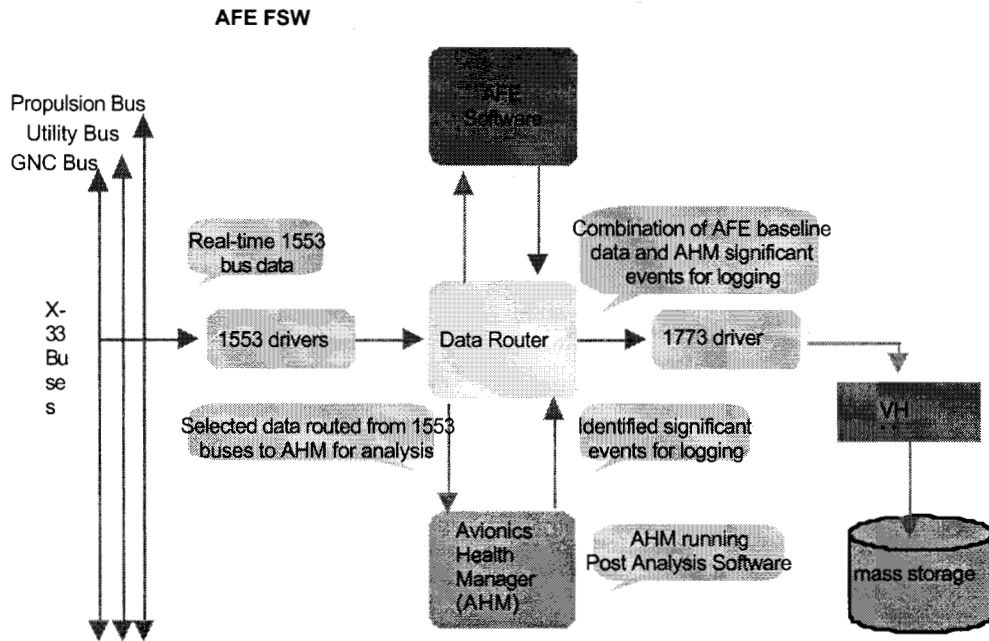 AFE FSW
Propulsion Bus
Utility Bus
GNC Bus
X-
33
Bu
se
s
Real-time 1553
bus data
1553 drivers
Selected data routed from 1553
buses to AHM for analysis
AFE
Software
Data Router
Combination of AFE baseline
data and AHM significant
events for logging
1773 driver
Identified significant
events for logging
Avionics
Health
Manager
(AHM)
AHM running
Post Analysis Software
VH
mass storage